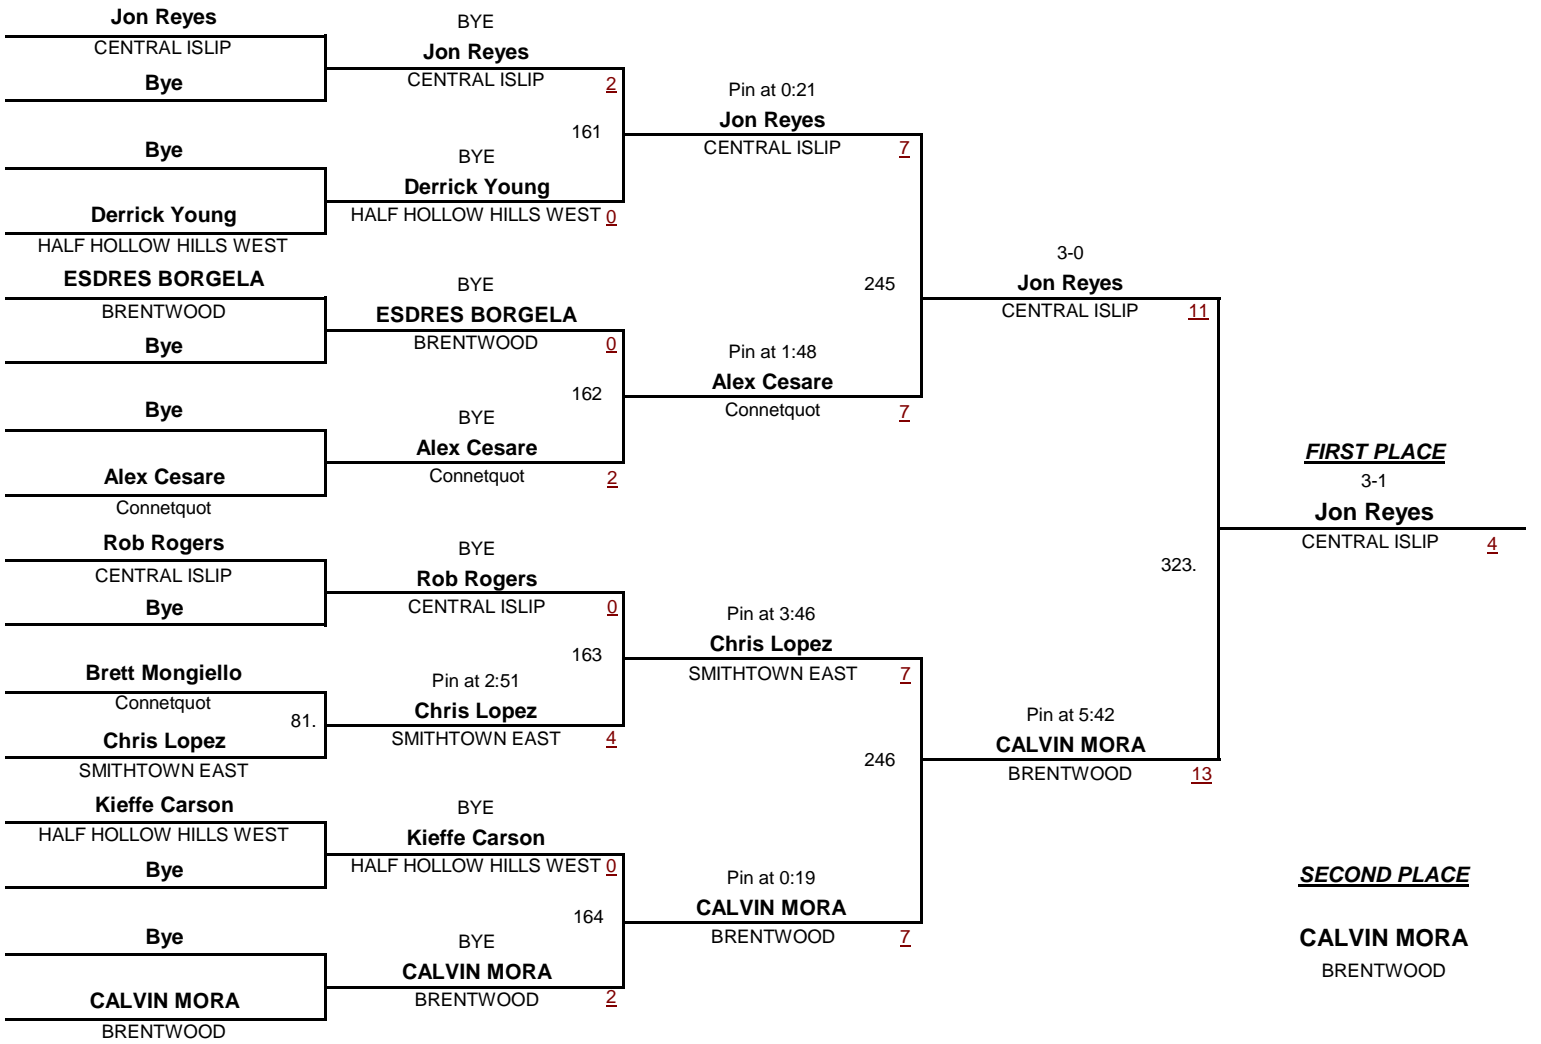 Jon Reyes
CENTRAL ISLIP
Bye
Bye
Derrick Young
HALF HOLLOW HILLS WEST
ESDRES BORGELA
BRENTWOOD
Bye
Bye
Alex Cesare
Connetquot
Rob Rogers
CENTRAL ISLIP
Bye
Brett Mongiello
Connetquot
81.
Chris Lopez
SMITHTOWN EAST
Kieffe Carson
HALF HOLLOW HILLS WEST
Bye
Bye
CALVIN MORA
BRENTWOOD
BYE
Jon Reyes
CENTRAL ISLIP 2
161
BYE
Derrick Young
HALF HOLLOW HILLS WEST 0
BYE
ESDRES BORGELA
BRENTWOOD 0
162
BYE
Alex Cesare
Connetquot 2
BYE
Rob Rogers
CENTRAL ISLIP 0
163
Pin at 2:51
Chris Lopez
SMITHTOWN EAST 4
BYE
Kieffe Carson
HALF HOLLOW HILLS WEST 0
164
BYE
CALVIN MORA
BRENTWOOD 2
Pin at 0:21
Jon Reyes
CENTRAL ISLIP 7
245
Pin at 1:48
Alex Cesare
Connetquot 7
Pin at 3:46
Chris Lopez
SMITHTOWN EAST 7
246
Pin at 0:19
CALVIN MORA
BRENTWOOD 7
3-0
Jon Reyes
CENTRAL ISLIP 11
323.
Pin at 5:42
CALVIN MORA
BRENTWOOD 13
FIRST PLACE
3-1
Jon Reyes
CENTRAL ISLIP 4
SECOND PLACE
CALVIN MORA
BRENTWOOD